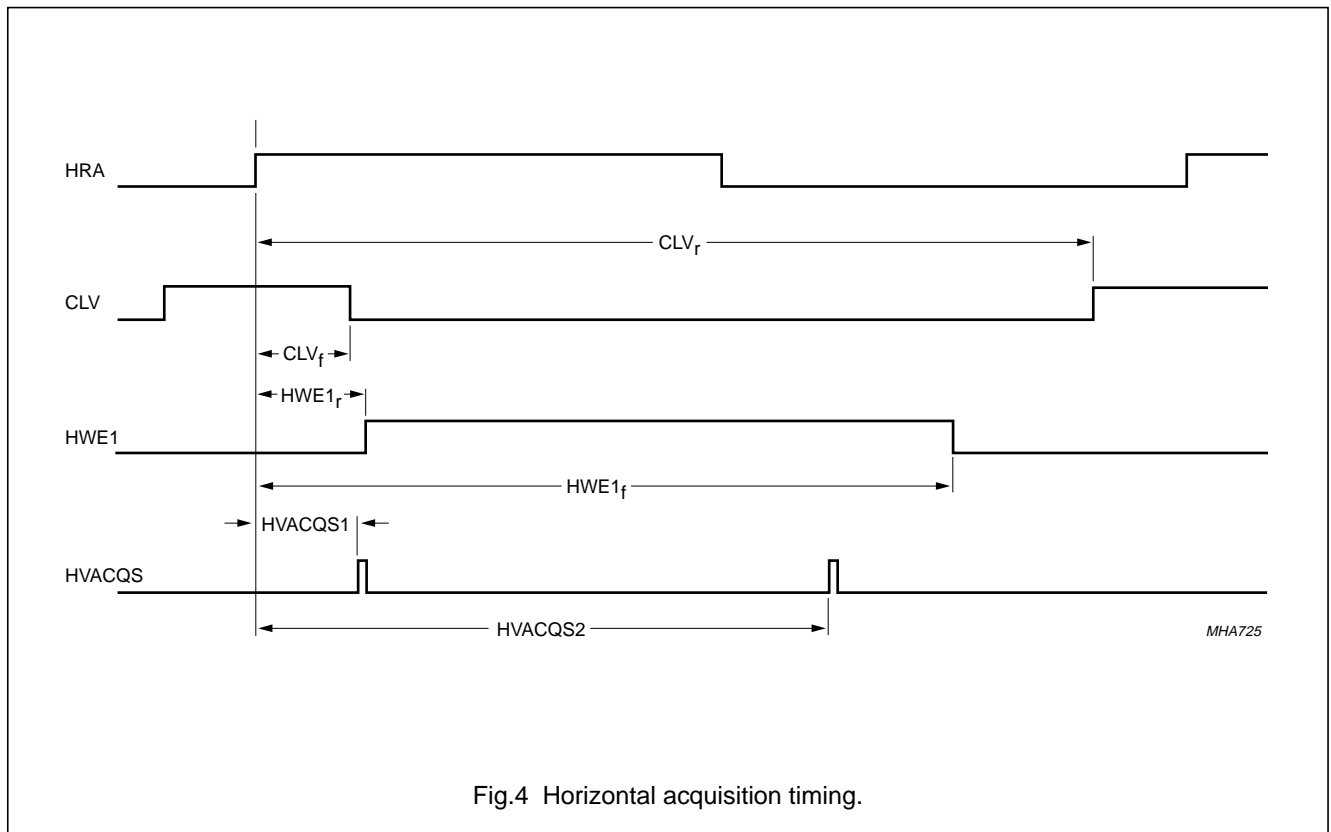 HRA
CLVr
CLV
CLVf
HWE1r
HWE1
HWE1f
HVACQS1
HVACQS
HVACQS2
MHA725
Fig.4 Horizontal acquisition timing.